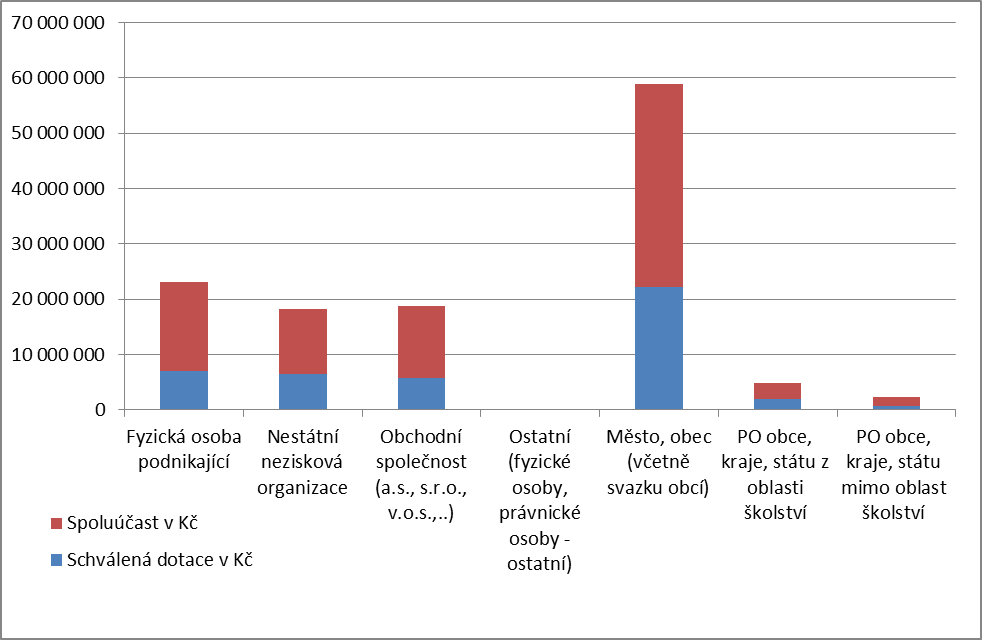 70 000 000
60 000 000
50 000 000
40 000 000
30 000 000
20 000 000
10 000 000
0
Fyzická osoba
podnikající
Nestátní
nezisková
organizace
Obchodní
společnost
(a.s., s.r.o.,
v.o.s.,..)
Ostatní
(fyzické
osoby,
právnické
osoby -
ostatní)
Město, obec
(včetně
svazku obcí)
PO obce,
kraje, státu z
oblasti
školství
PO obce,
kraje, státu
mimo oblast
školství
Spoluúčast v Kč
Schválená dotace v Kč